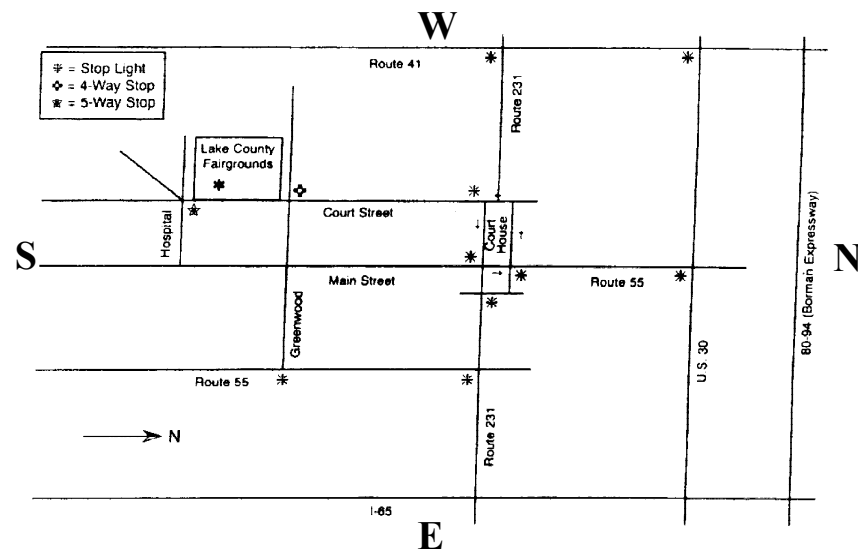 W
✳ = Stop Light
✥ = 4-Way Stop
✬ = 5-Way Stop
Route 41
Route 231
Lake County
Fairgrounds
Court Street
Hospital
Court
House
80-94 (Borman Expressway)
S
N
Main Street
Route 55
Greenwood
U.S. 30
Route 55
Route 231
N
I-65
E